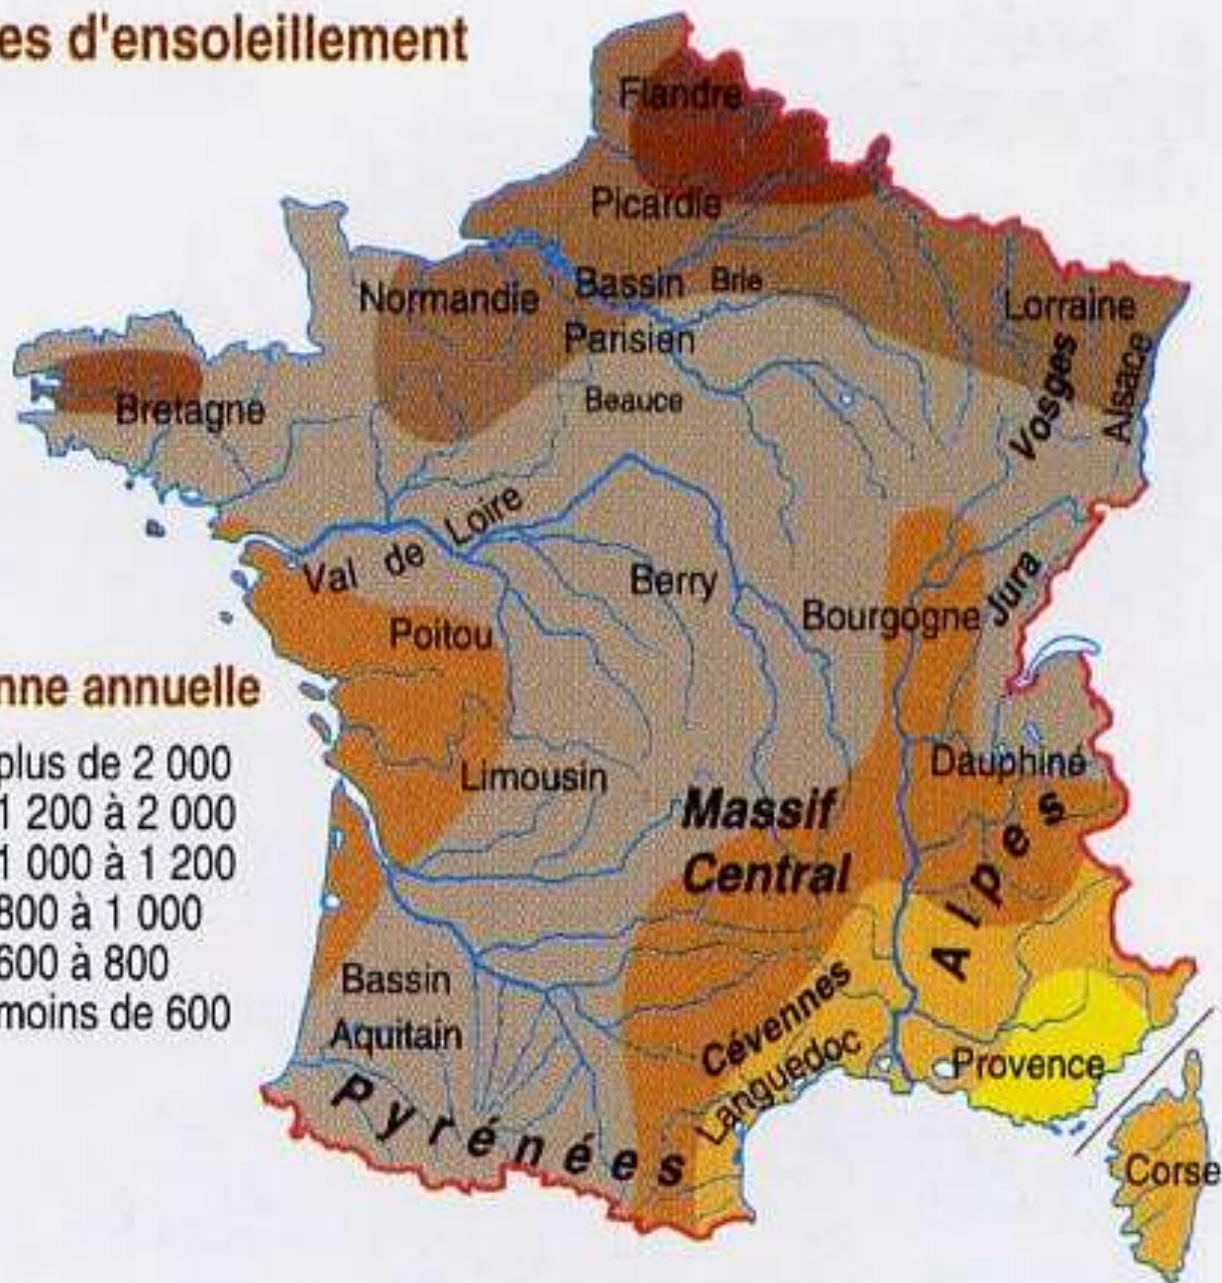 es d'ensoleillement
Flandre
Picardie
Normandie
Bassin
Brie
Parisien
Lorraine
Beauce
Vosges
Alsace
Bretagne
Val de Loire
Berry
Bourgogne
Jura
Poitou
nne annuelle
plus de 2 000
1 200 à 2 000
1 000 à 1 200
800 à 1 000
600 à 800
moins de 600
Limousin
Dauphiné
Massif
Central
Alpes
Bassin
Aquitain
Cévennes
Languedoc
Provence
Pyrénées
Corse